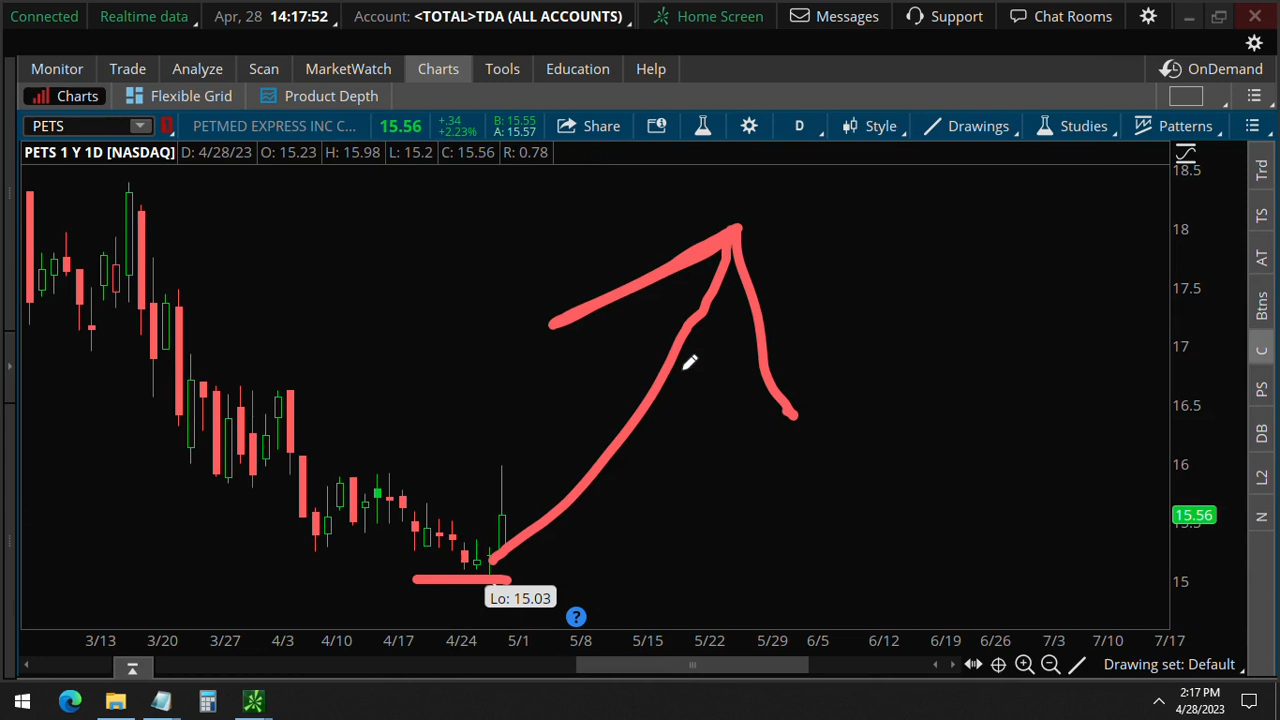 Connected Realtime data Apr, 28 14:17:52 Account: <TOTAL>TDA (ALL ACCOUNTS) Home Screen Messages Support Chat Rooms
Monitor Trade Analyze Scan MarketWatch Charts Tools Education Help OnDemand
Charts Flexible Grid Product Depth
PETS PETMED EXPRESS INC C... 15.56 +.34 B: 15.55 Share D Style Drawings Studies Patterns
+2.23% A: 15.57
PETS 1 Y 1D [NASDAQ] D: 4/28/23 O: 15.23 H: 15.98 L: 15.2 C: 15.56 R: 0.78
18.5
18
17.5
17
16.5
16
15.56
15.5
15
Lo: 15.03
?
3/13 3/20 3/27 4/3 4/10 4/17 4/24 5/1 5/8 5/15 5/22 5/29 6/5 6/12 6/19 6/26 7/3 7/10 7/17
Drawing set: Default
Trd
TS
AT
Btns
C
PS
DB
L2
N
2:17 PM
4/28/2023